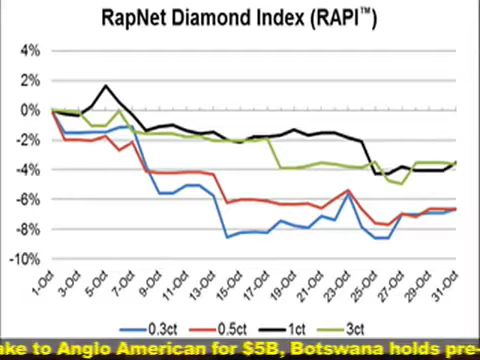 RapNet Diamond Index (RAPI™)
4%
2%
0%
-2%
-4%
-6%
-8%
-10%
1-Oct 3-Oct 5-Oct 7-Oct 9-Oct 11-Oct 13-Oct 15-Oct 17-Oct 19-Oct 21-Oct 23-Oct 25-Oct 27-Oct 29-Oct 31-Oct
0.3ct 0.5ct 1ct 3ct
ake to Anglo American for $5B, Botswana holds pre-